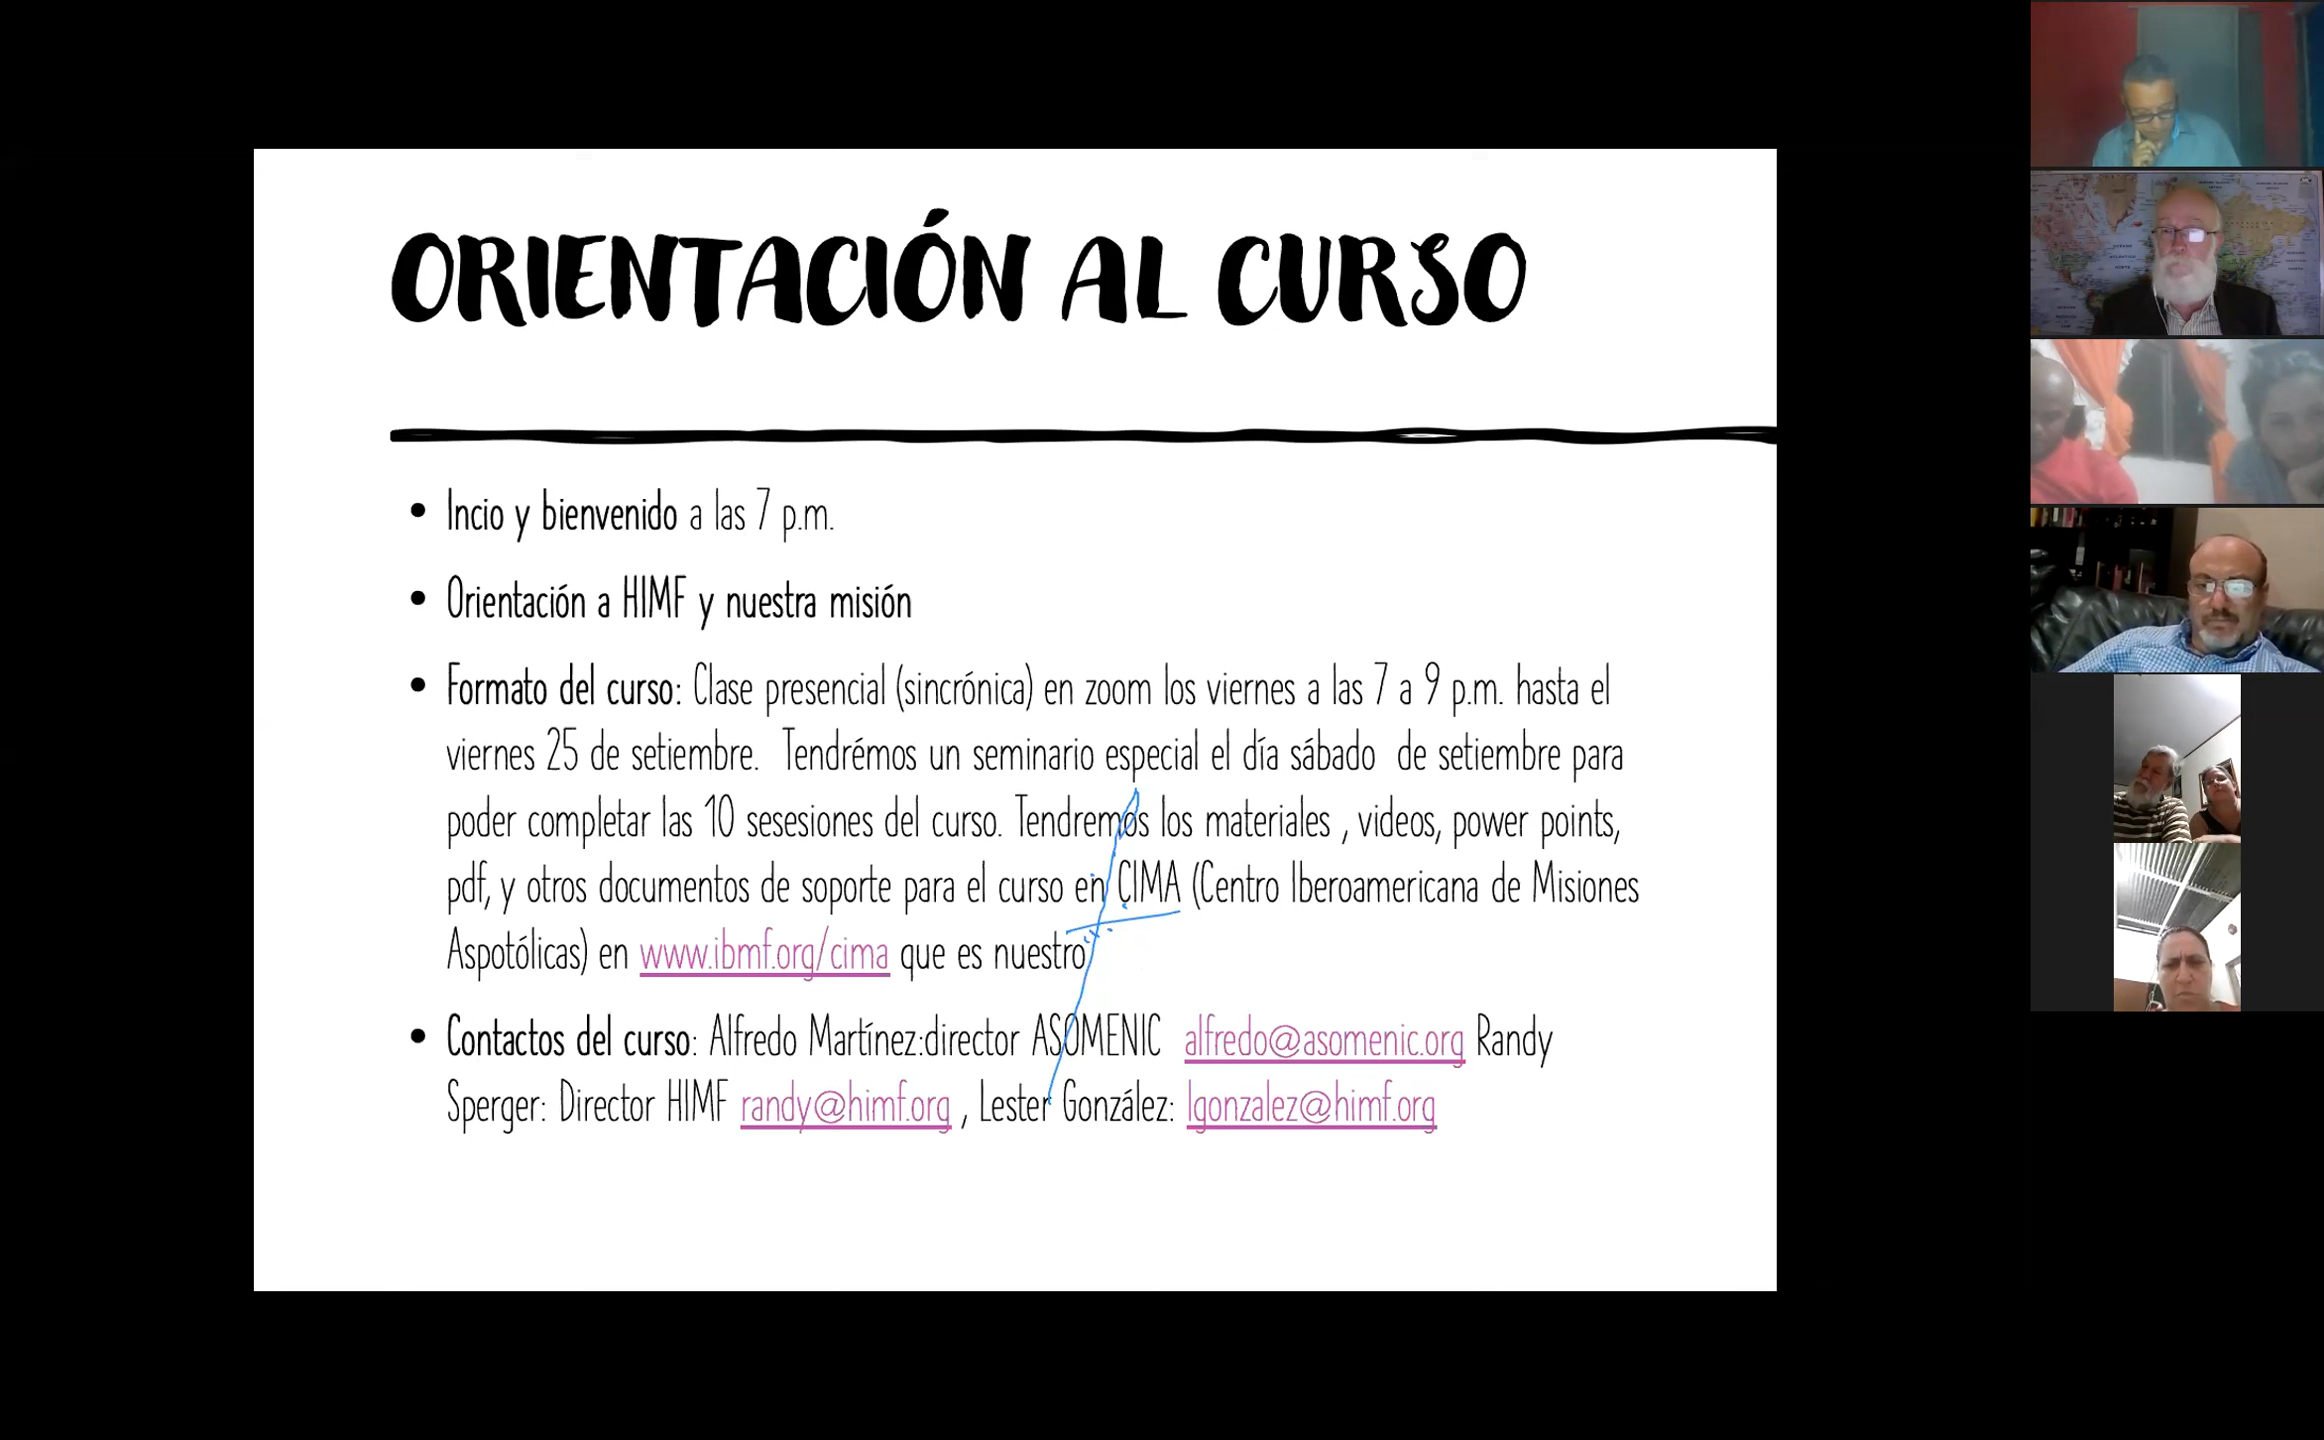 ORIENTACIÓN AL CURSO
• Incio y bienvenido a las 7 p.m.
• Orientación a HIMF y nuestra misión
• Formato del curso: Clase presencial (sincrónica) en zoom los viernes a las 7 a 9 p.m. hasta el
viernes 25 de setiembre. Tendrémos un seminario especial el día sábado de setiembre para
poder completar las 10 sesesiones del curso. Tendremos los materiales , videos, power points,
pdf, y otros documentos de soporte para el curso en CIMA (Centro Iberoamericana de Misiones
Aspotólicas) en www.ibmf.org/cima que es nuestro
• Contactos del curso: Alfredo Martínez:director ASOMENIC alfredo@asomenic.org Randy
Sperger: Director HIMF randy@himf.org , Lester González: lgonzalez@himf.org